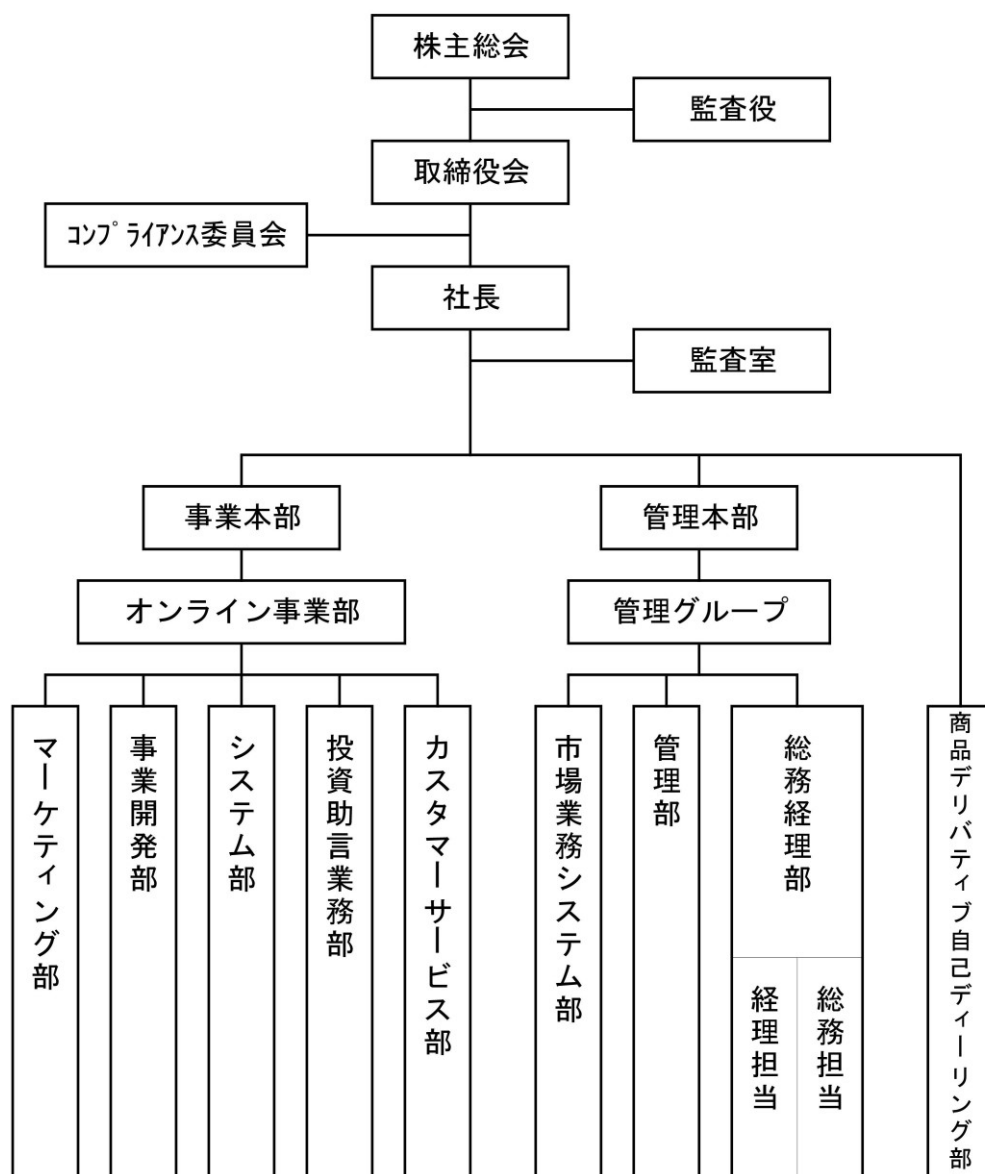 株主総会
監査役
取締役会
コンプライアンス委員会
社長
監査室
事業本部
管理本部
オンライン事業部
管理グループ
マーケティング部
事業開発部
システム部
投資助言業務部
カスタマーサービス部
市場業務システム部
管理部
総務経理部
経理担当
総務担当
商品デリバティブ自己ディーリング部